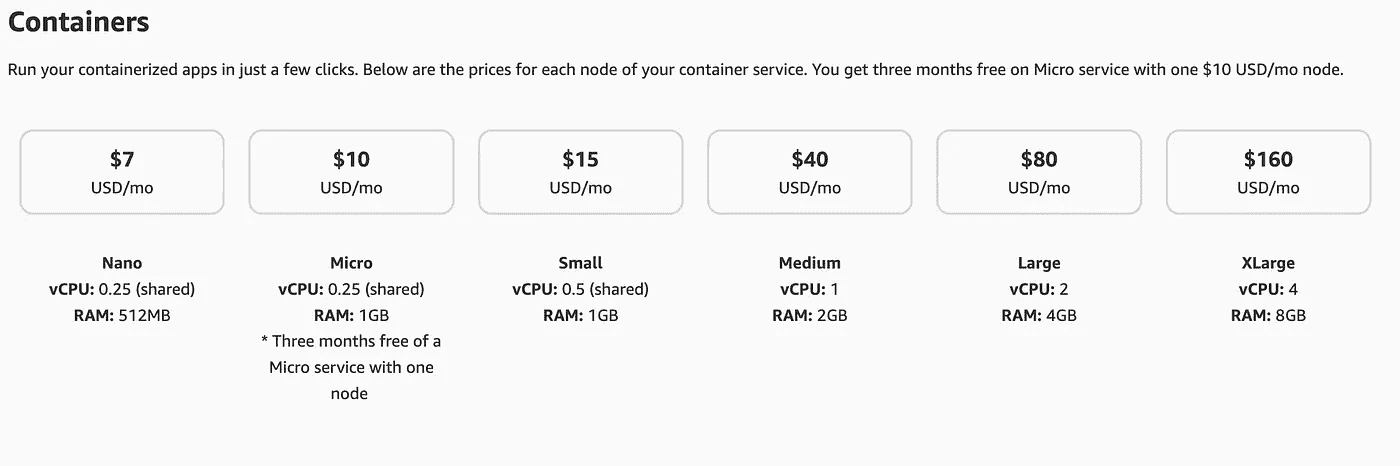 Containers
Run your containerized apps in just a few clicks. Below are the prices for each node of your container service. You get three months free on Micro service with one $10 USD/mo node.
$7
USD/mo
Nano
vCPU: 0.25 (shared)
RAM: 512MB
$10
USD/mo
Micro
vCPU: 0.25 (shared)
RAM: 1GB
* Three months free of a
Micro service with one
node
$15
USD/mo
Small
vCPU: 0.5 (shared)
RAM: 1GB
$40
USD/mo
Medium
vCPU: 1
RAM: 2GB
$80
USD/mo
Large
vCPU: 2
RAM: 4GB
$160
USD/mo
XLarge
vCPU: 4
RAM: 8GB